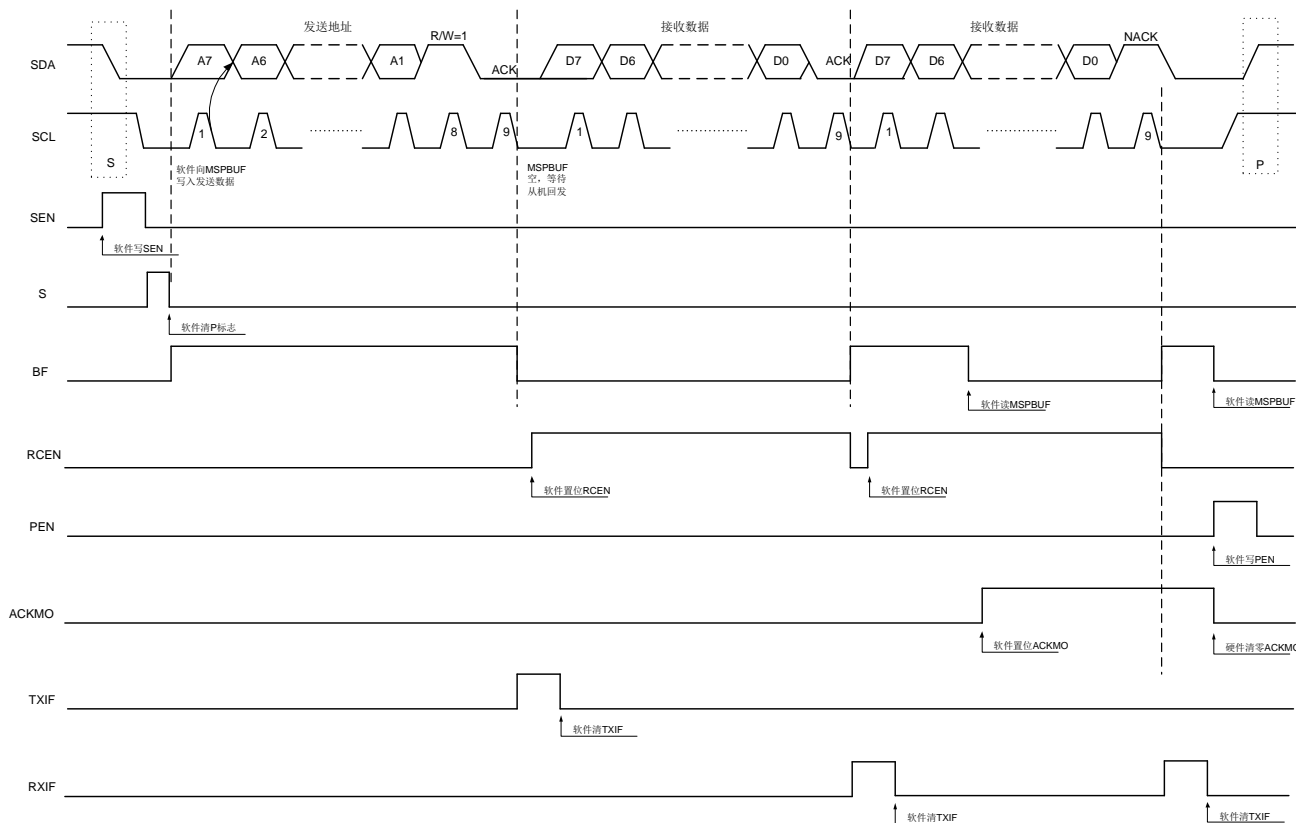 发送地址
接收数据
接收数据
SDA
A7
A6
A1
R/W=1
ACK
D7
D6
D0
ACK
D7
D6
D0
NACK
SCL
1
2
8
9
1
9
1
9
S
P
软件向MSPBUF
写入发送数据
MSPBUF
空，等待
从机回发
SEN
软件写SEN
S
软件清P标志
BF
软件读MSPBUF
软件读MSPBUF
RCEN
软件置位RCEN
软件置位RCEN
PEN
软件写PEN
ACKMO
软件置位ACKMO
硬件清零ACKMO
TXIF
软件清TXIF
RXIF
软件清TXIF
软件清TXIF